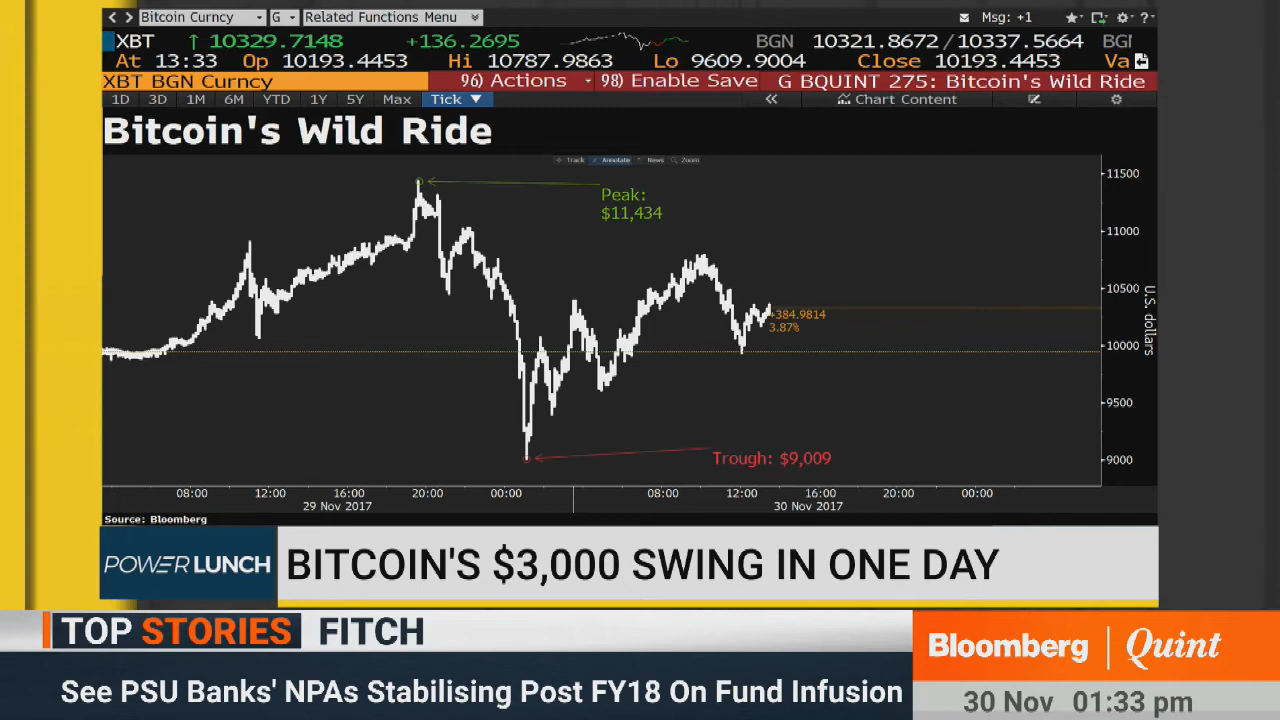 Bitcoin Curncy G Related Functions Menu Msg: +1 ?
XBT ↑ 10329.7148 +136.2695 BGN 10321.8672/10337.5664 BGI
At 13:33 Op 10193.4453 Hi 10787.9863 Lo 9609.9004 Close 10193.4453 Va
XBT BGN Curncy 96) Actions 98) Enable Save G BQUINT 275: Bitcoin's Wild Ride
1D 3D 1M 6M YTD 1Y 5Y Max Tick ▼ « Chart Content
Bitcoin's Wild Ride
Track Annotate News Zoom
Peak:
$11,434
11500
11000
10500
10000
9500
9000
U.S. dollars
+384.9814
3.87%
Trough: $9,009
08:00 12:00 16:00 20:00 00:00 08:00 12:00 16:00 20:00 00:00
29 Nov 2017 30 Nov 2017
Source: Bloomberg
POWER LUNCH BITCOIN'S $3,000 SWING IN ONE DAY
TOP STORIES FITCH
See PSU Banks' NPAs Stabilising Post FY18 On Fund Infusion
Bloomberg | Quint
30 Nov 01:33 pm